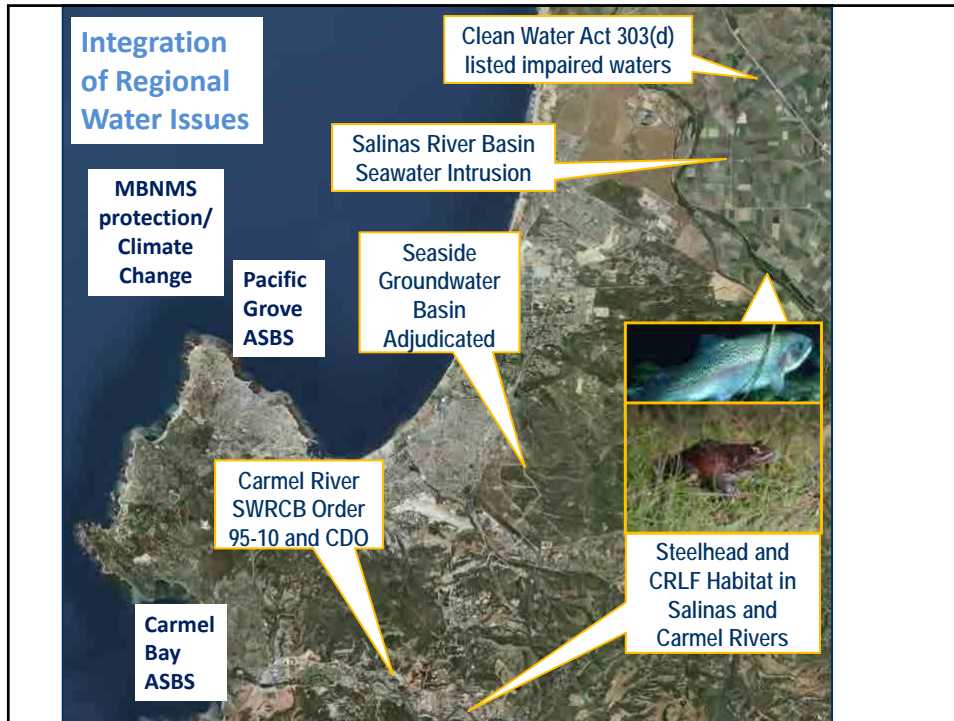 Integration
of Regional
Water Issues
Clean Water Act 303(d)
listed impaired waters
Salinas River Basin
Seawater Intrusion
MBNMS
protection/
Climate
Change
Pacific
Grove
ASBS
Seaside
Groundwater
Basin
Adjudicated
Carmel River
SWRCB Order
95-10 and CDO
Steelhead and
CRLF Habitat in
Salinas and
Carmel Rivers
Carmel
Bay
ASBS